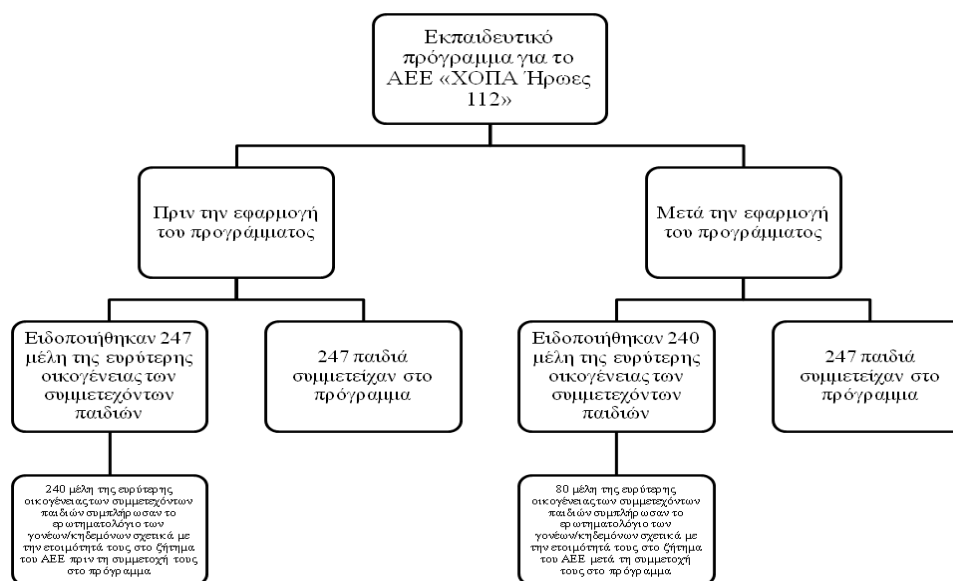 Εκπαιδευτικό
πρόγραμμα για το
ΑΕΕ «ΧΟΠΑ Ήρωες
112»
Πριν την εφαρμογή
του προγράμματος
Μετά την εφαρμογή
του προγράμματος
Ειδοποιήθηκαν 247
μέλη της ευρύτερης
οικογένειας των
συμμετεχόντων
παιδιών
247 παιδιά
συμμετείχαν στο
πρόγραμμα
Ειδοποιήθηκαν 240
μέλη της ευρύτερης
οικογένειας των
συμμετεχόντων
παιδιών
247 παιδιά
συμμετείχαν στο
πρόγραμμα
240 μέλη της ευρύτερης
οικογένειας των συμμετεχόντων
παιδιών συμπλήρωσαν το
ερωτηματολόγιο των
γονέων/κηδεμόνων σχετικά με
την ετοιμότητά τους στο ζήτημα
του ΑΕΕ πριν τη συμμετοχή τους
στο πρόγραμμα
80 μέλη της ευρύτερης
οικογένειας των συμμετεχόντων
παιδιών συμπλήρωσαν το
ερωτηματολόγιο των
γονέων/κηδεμόνων σχετικά με
την ετοιμότητά τους στο ζήτημα
του ΑΕΕ μετά τη συμμετοχή
τους στο πρόγραμμα